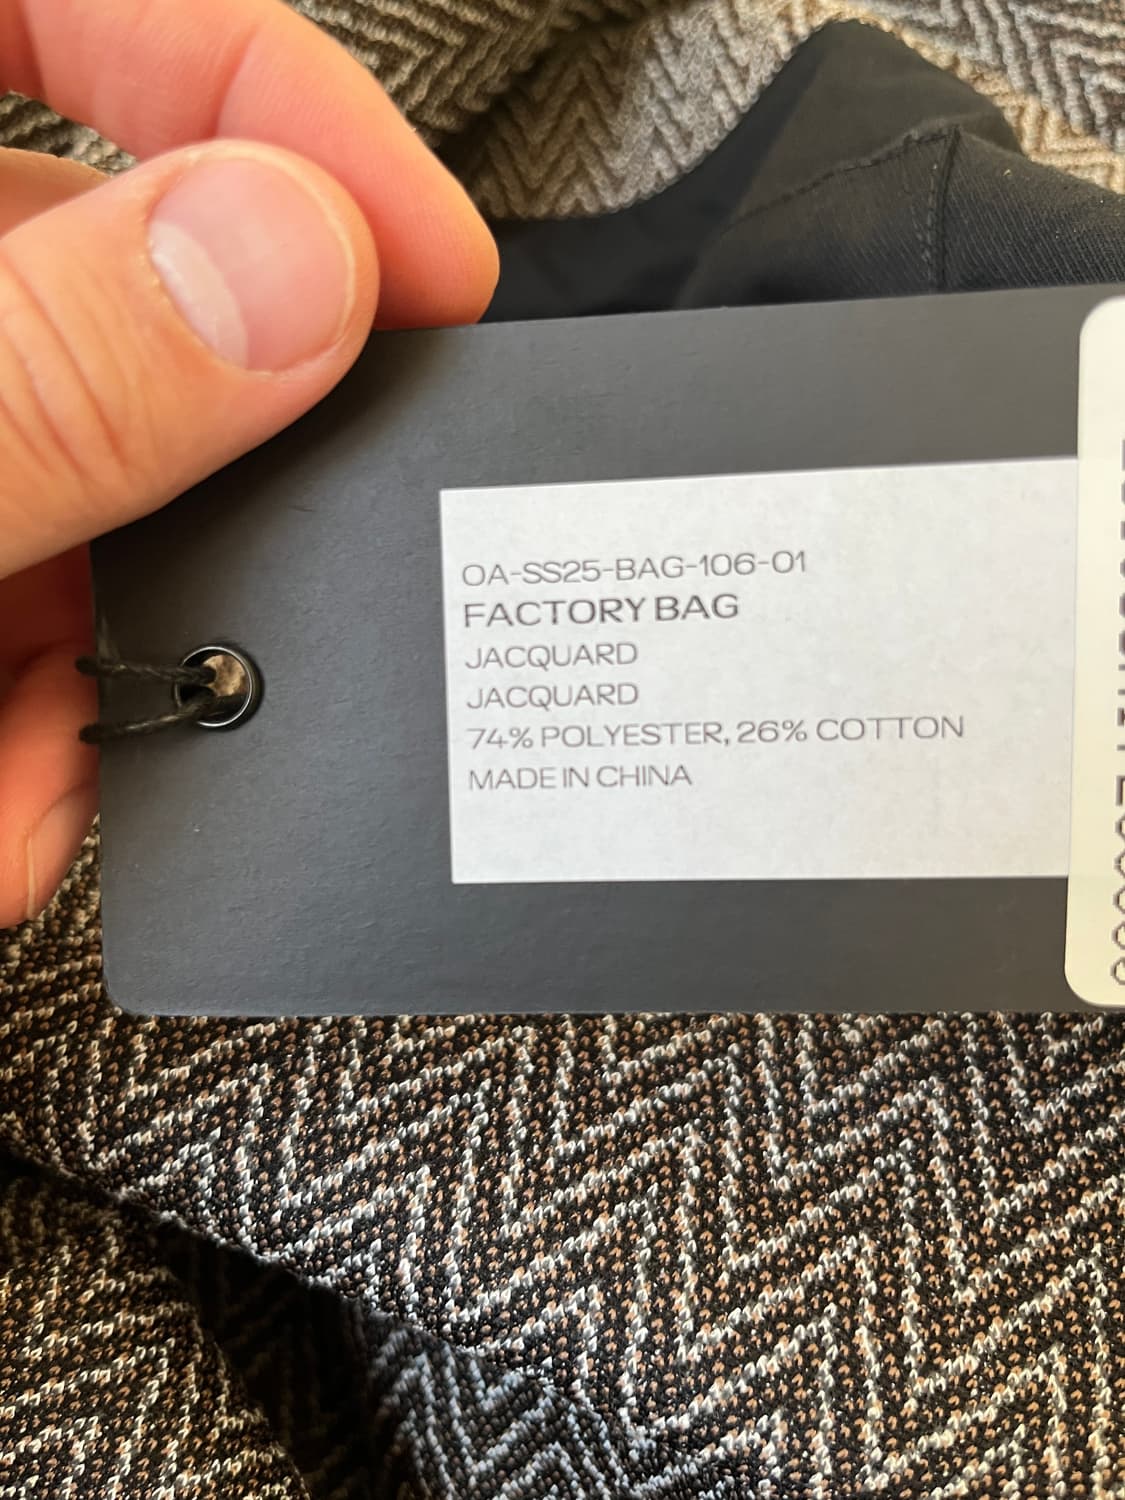 OA-SS25-BAG-106-01
FACTORY BAG
JACQUARD
JACQUARD
74% POLYESTER, 26% COTTON
MADE IN CHINA